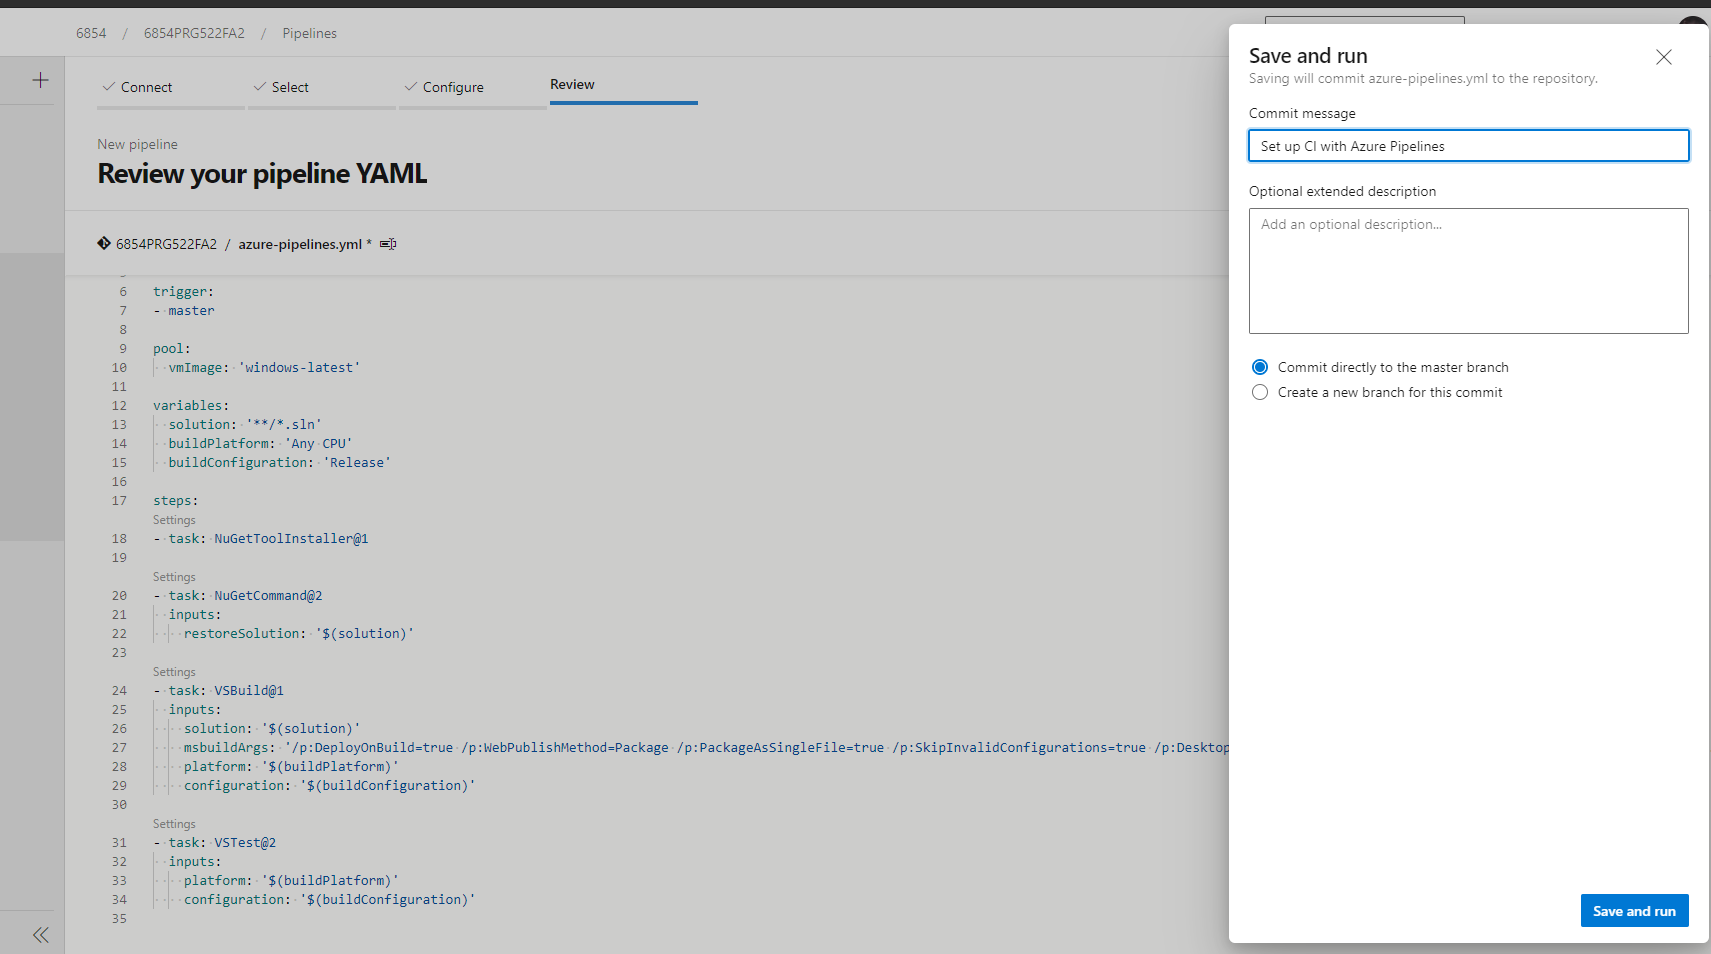 6854 / 6854PRG522FA2 / Pipelines
Connect
Select
Configure
Review
New pipeline
Review your pipeline YAML
6854PRG522FA2 / azure-pipelines.yml *
6 trigger:
7 - master
8
9 pool:
10 vmImage: 'windows-latest'
11
12 variables:
13 solution: '**/*.sln'
14 buildPlatform: 'Any CPU'
15 buildConfiguration: 'Release'
16
17 steps:
Settings
18 - task: NuGetToolInstaller@1
19
Settings
20 - task: NuGetCommand@2
21 inputs:
22 restoreSolution: '$(solution)'
23
Settings
24 - task: VSBuild@1
25 inputs:
26 solution: '$(solution)'
27 msbuildArgs: '/p:DeployOnBuild=true /p:WebPublishMethod=Package /p:PackageAsSingleFile=true /p:SkipInvalidConfigurations=true /p:Desktop
28 platform: '$(buildPlatform)'
29 configuration: '$(buildConfiguration)'
30
Settings
31 - task: VSTest@2
32 inputs:
33 platform: '$(buildPlatform)'
34 configuration: '$(buildConfiguration)'
35
Save and run
Saving will commit azure-pipelines.yml to the repository.
Commit message
Set up CI with Azure Pipelines
Optional extended description
Add an optional description...
Commit directly to the master branch
Create a new branch for this commit
Save and run